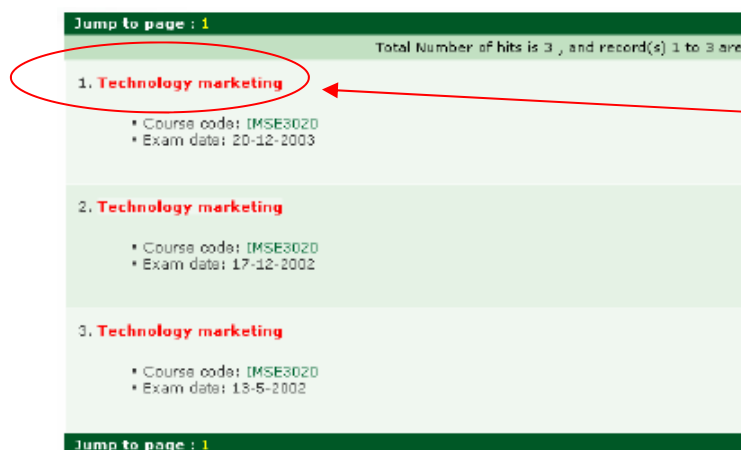 Jump to page : 1
Total Number of hits is 3 , and record(s) 1 to 3 are
1. Technology marketing
• Course code: IMSE3020
• Exam date: 20-12-2003
2. Technology marketing
• Course code: IMSE3020
• Exam date: 17-12-2002
3. Technology marketing
• Course code: IMSE3020
• Exam date: 13-5-2002
Jump to page : 1